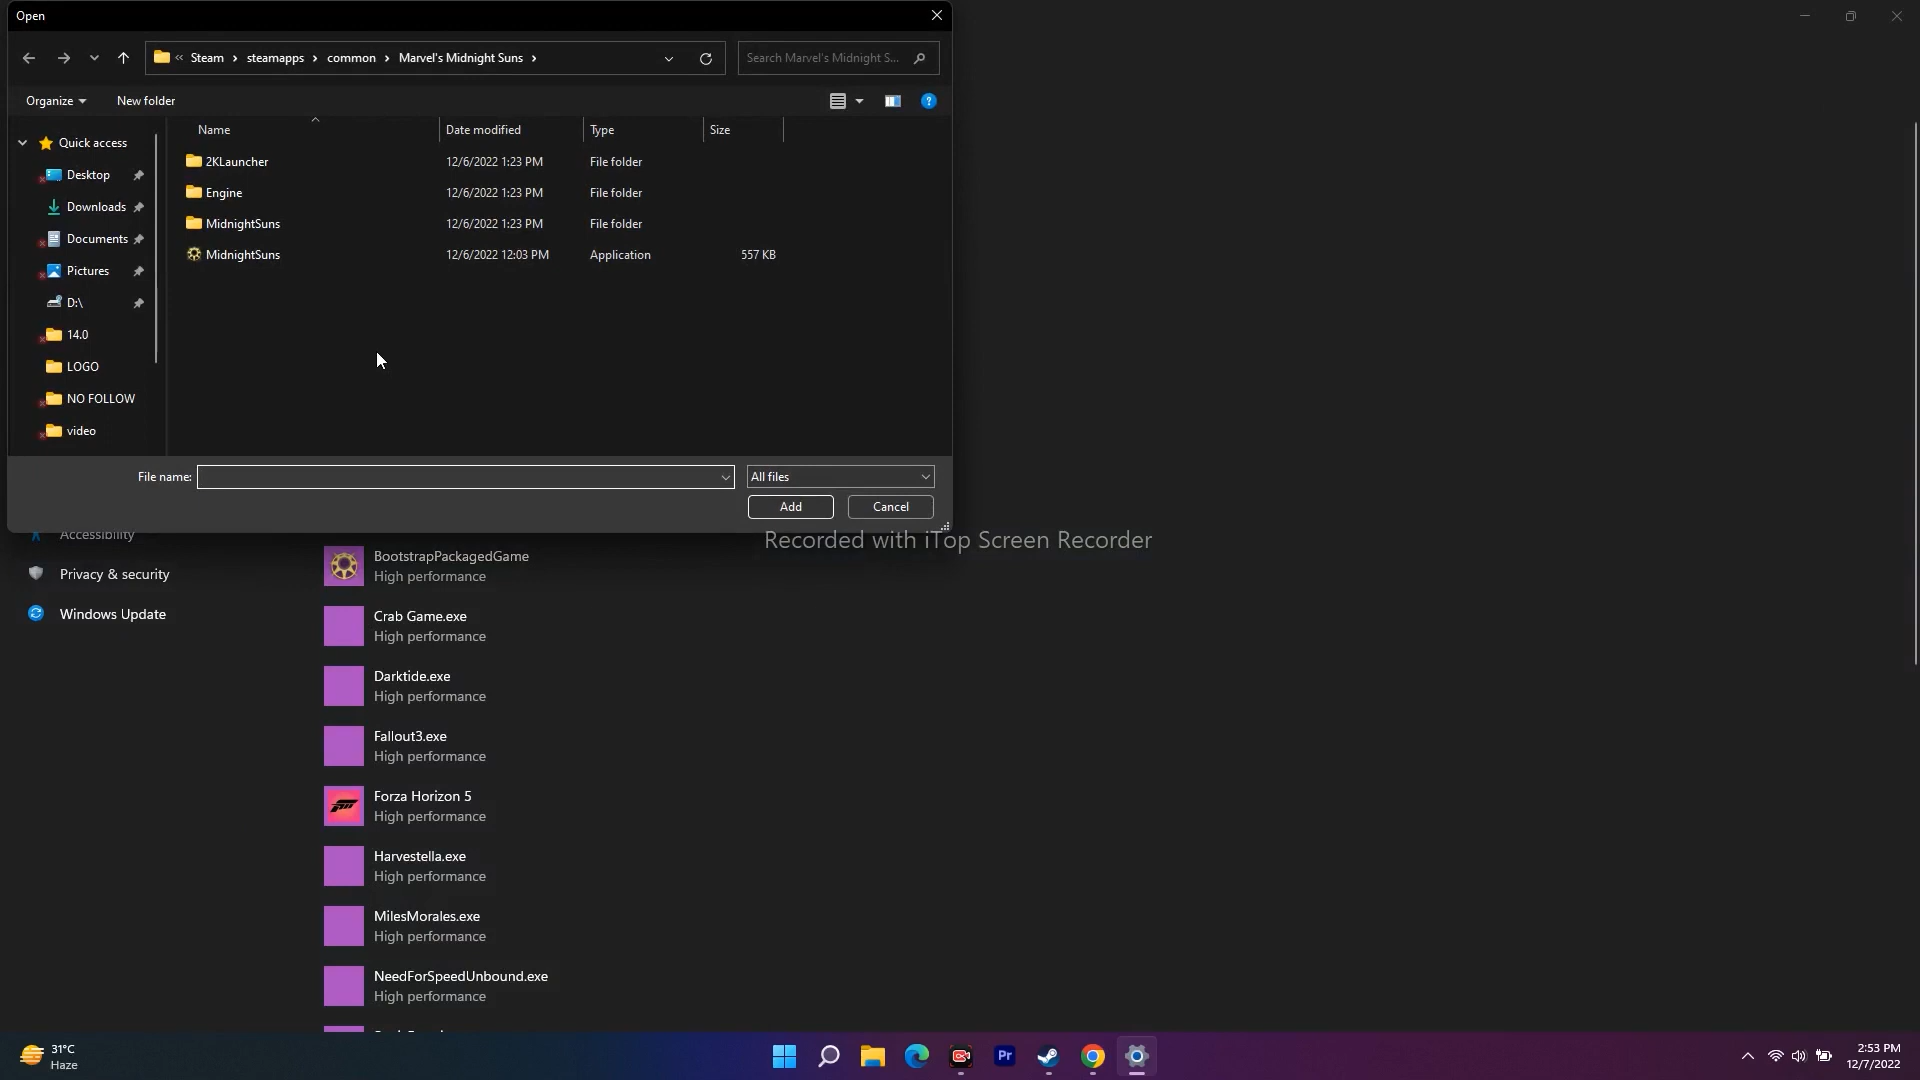 Open
« Steam › steamapps › common › Marvel's Midnight Suns ›
Search Marvel's Midnight S...
Organize
New folder
Name
Date modified
Type
Size
Quick access
Desktop
Downloads
Documents
Pictures
D:\
14.0
LOGO
NO FOLLOW
video
2KLauncher 12/6/2022 1:23 PM File folder
Engine 12/6/2022 1:23 PM File folder
MidnightSuns 12/6/2022 1:23 PM File folder
MidnightSuns 12/6/2022 12:03 PM Application 557 KB
File name:
All files
Add
Cancel
Accessibility
Privacy & security
Windows Update
Recorded with iTop Screen Recorder
BootstrapPackagedGame
High performance
Crab Game.exe
High performance
Darktide.exe
High performance
Fallout3.exe
High performance
Forza Horizon 5
High performance
Harvestella.exe
High performance
MilesMorales.exe
High performance
NeedForSpeedUnbound.exe
High performance
31°C
Haze
Pr
2:53 PM
12/7/2022